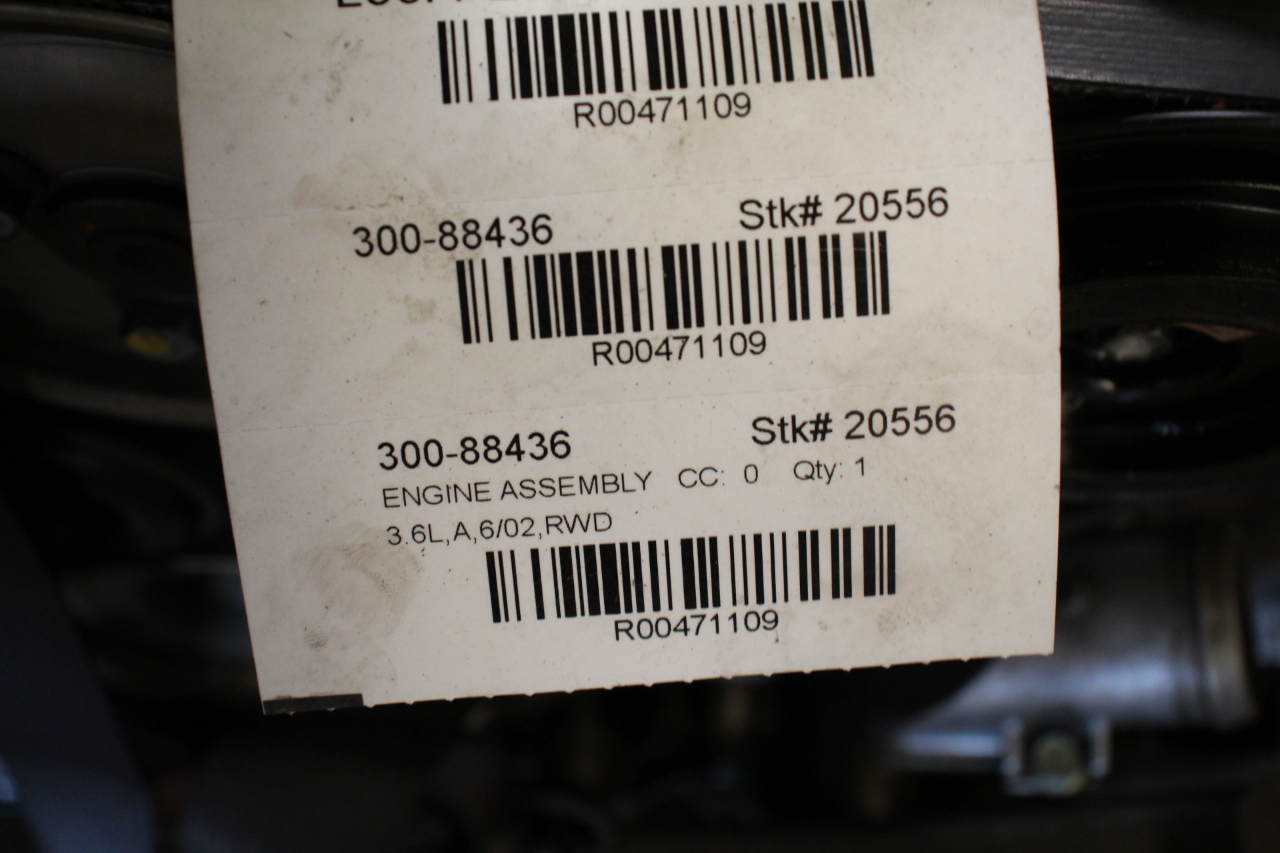 R00471109
300-88436 Stk# 20556
R00471109
300-88436 Stk# 20556
ENGINE ASSEMBLY CC: 0 Qty: 1
3.6L,A,6/02,RWD
R00471109